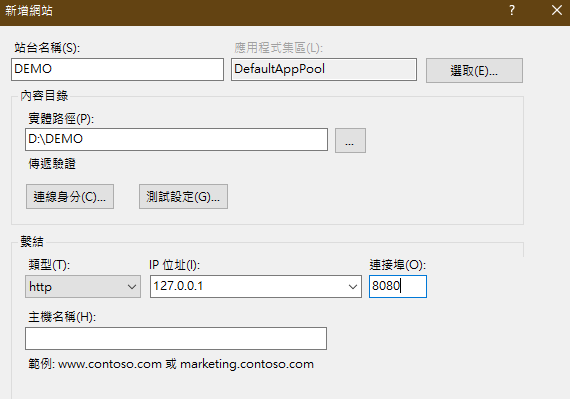 新增網站 ? ×
站台名稱(S): 應用程式集區(L):
DEMO DefaultAppPool 選取(E)...
內容目錄
實體路徑(P):
D:\DEMO ...
傳遞驗證
連線身分(C)... 測試設定(G)...
繫結
類型(T): IP 位址(I): 連接埠(O):
http 127.0.0.1 8080
主機名稱(H):
範例: www.contoso.com 或 marketing.contoso.com